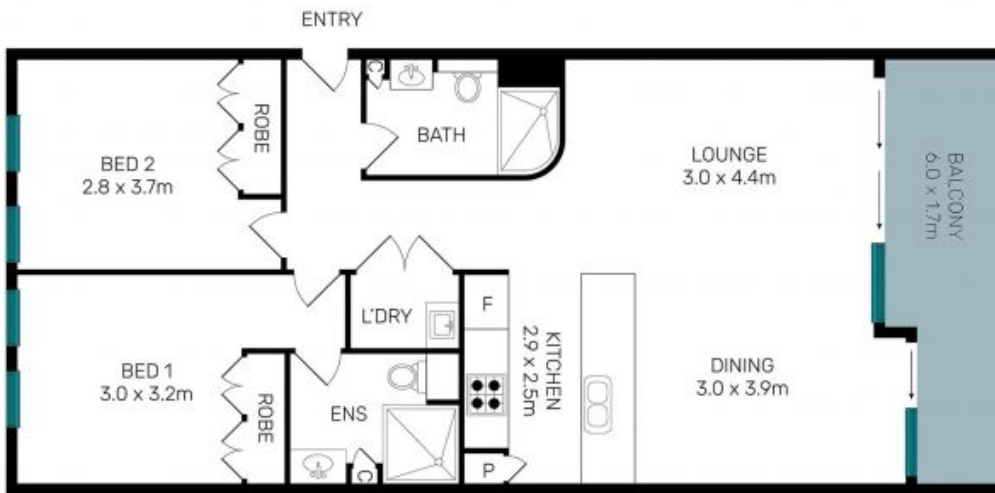 ENTRY
C
ROBE
BATH
BED 2
2.8 x 3.7m
LOUNGE
3.0 x 4.4m
BALCONY
6.0 x 1.7m
L'DRY
F
KITCHEN
2.9 x 2.5m
BED 1
3.0 x 3.2m
ROBE
ENS
DINING
3.0 x 3.9m
C
P